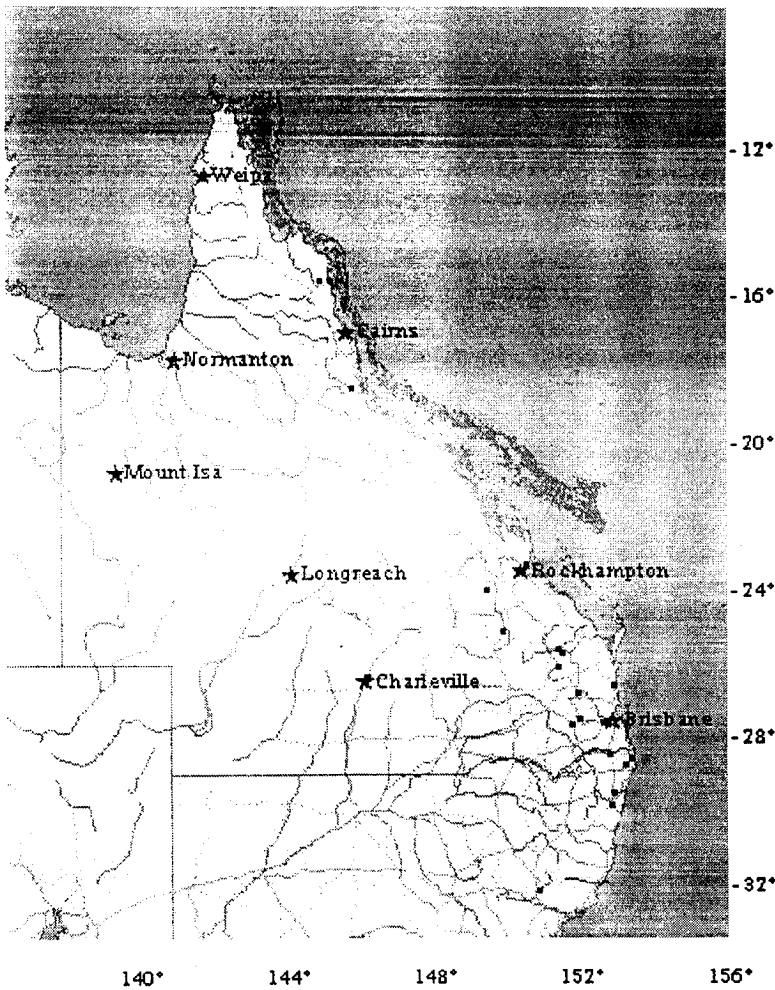 -12°
Weipa
-16°
Cairns
Normanton
-20°
Mount Isa
Longreach
Rockhampton
-24°
Charleville
Brisbane
-28°
-32°
140° 144° 148° 152° 156°